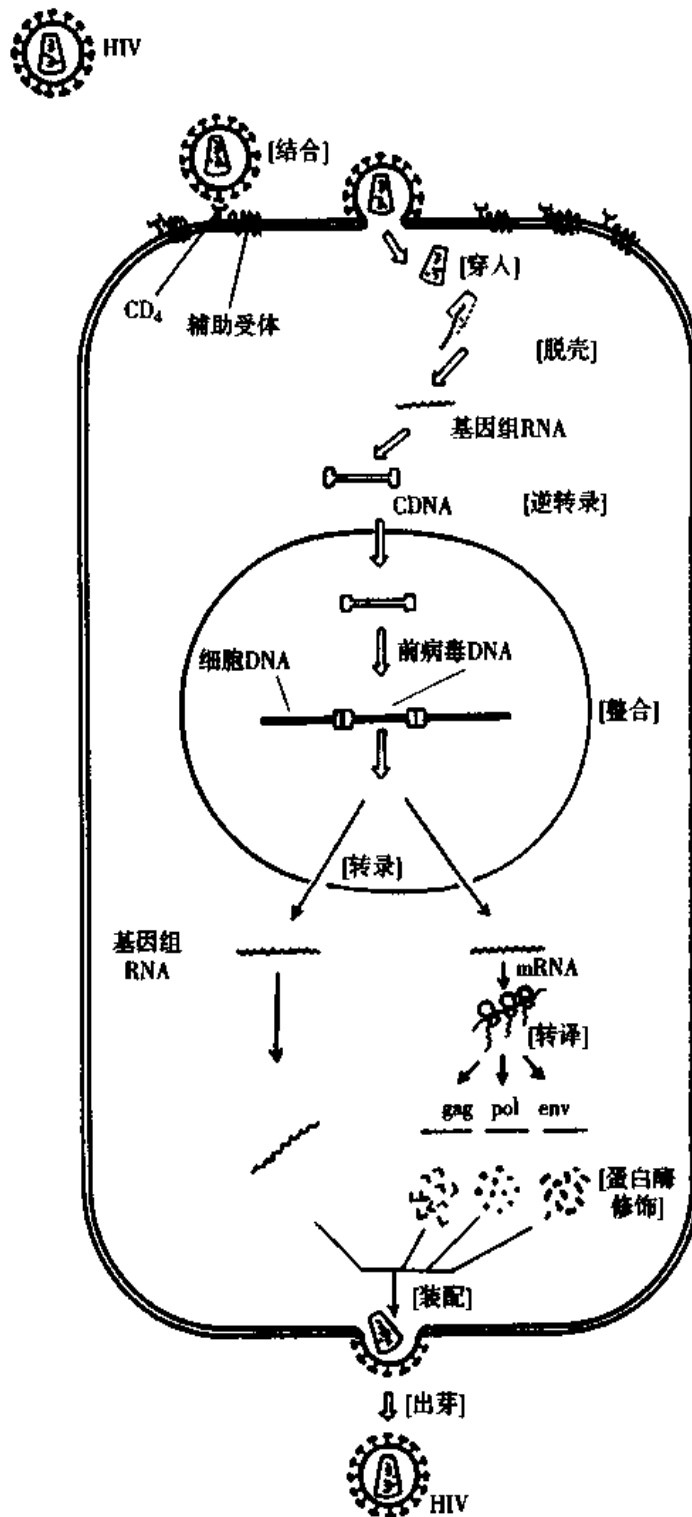 HIV
[结合]
[穿人]
CD₄
辅助受体
[脱壳]
基因组RNA
CDNA
[逆转录]
细胞DNA
前病毒DNA
[整合]
[转录]
基因组
RNA
mRNA
[转译]
gag pol env
[蛋白酶
修饰]
[装配]
[出芽]
HIV